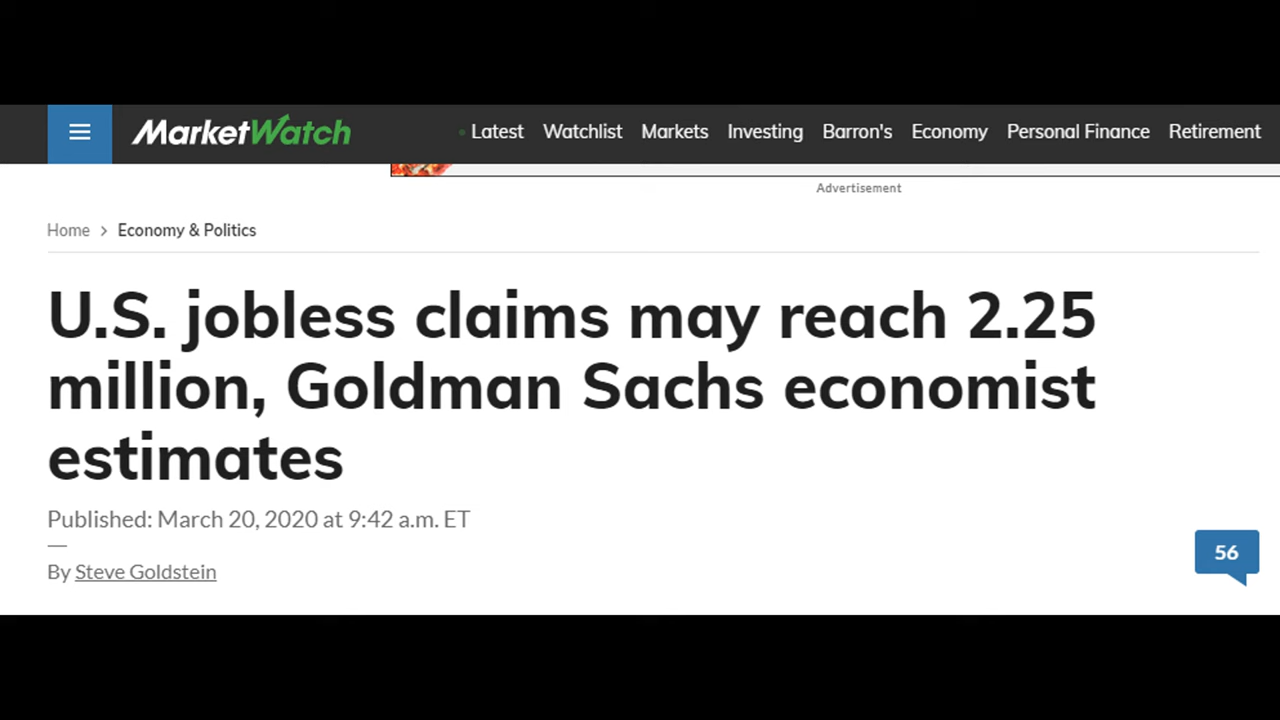 MarketWatch
Latest Watchlist Markets Investing Barron's Economy Personal Finance Retirement
Advertisement
Home > Economy & Politics
U.S. jobless claims may reach 2.25
million, Goldman Sachs economist
estimates
Published: March 20, 2020 at 9:42 a.m. ET
By Steve Goldstein
56